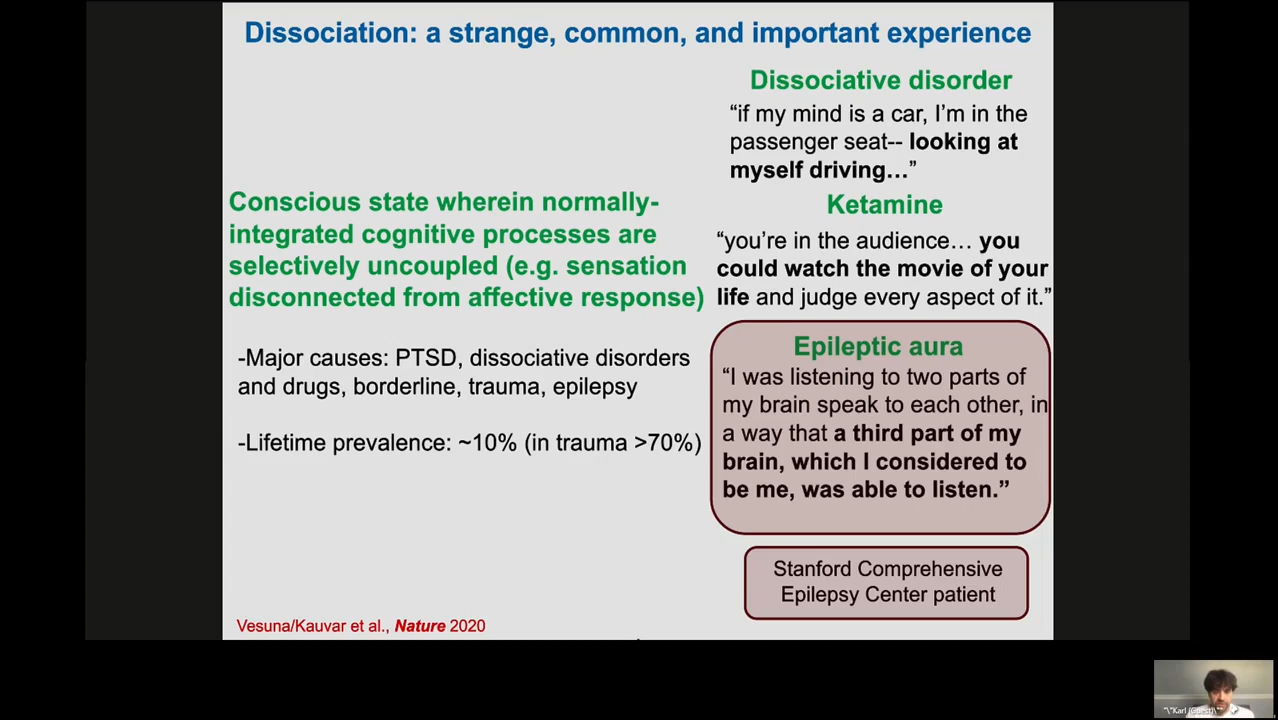 Dissociation: a strange, common, and important experience
Conscious state wherein normally-
integrated cognitive processes are
selectively uncoupled (e.g. sensation
disconnected from affective response)
-Major causes: PTSD, dissociative disorders
and drugs, borderline, trauma, epilepsy
-Lifetime prevalence: ~10% (in trauma >70%)
Vesuna/Kauvar et al., Nature 2020
Dissociative disorder
“if my mind is a car, I’m in the
passenger seat-- looking at
myself driving…”
Ketamine
“you’re in the audience… you
could watch the movie of your
life and judge every aspect of it.”
Epileptic aura
“I was listening to two parts of
my brain speak to each other, in
a way that a third part of my
brain, which I considered to
be me, was able to listen.”
Stanford Comprehensive
Epilepsy Center patient
Karl (Guest)